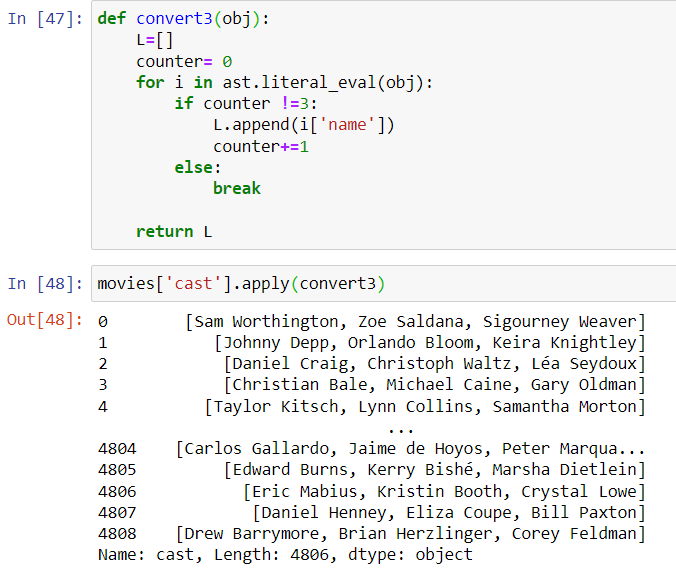 In [47]: def convert3(obj):
    L=[]
    counter= 0
    for i in ast.literal_eval(obj):
        if counter !=3:
            L.append(i['name'])
            counter+=1
        else:
            break
    return L
In [48]: movies['cast'].apply(convert3)
Out[48]: 0        [Sam Worthington, Zoe Saldana, Sigourney Weaver]
1           [Johnny Depp, Orlando Bloom, Keira Knightley]
2            [Daniel Craig, Christoph Waltz, Léa Seydoux]
3            [Christian Bale, Michael Caine, Gary Oldman]
4          [Taylor Kitsch, Lynn Collins, Samantha Morton]
...
4804    [Carlos Gallardo, Jaime de Hoyos, Peter Marqua...
4805         [Edward Burns, Kerry Bishé, Marsha Dietlein]
4806           [Eric Mabius, Kristin Booth, Crystal Lowe]
4807            [Daniel Henney, Eliza Coupe, Bill Paxton]
4808    [Drew Barrymore, Brian Herzlinger, Corey Feldman]
Name: cast, Length: 4806, dtype: object